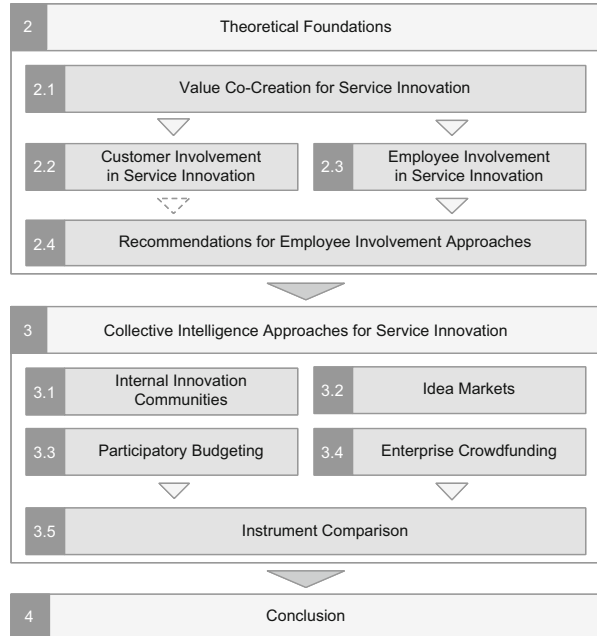 2 Theoretical Foundations
2.1 Value Co-Creation for Service Innovation
2.2 Customer Involvement
in Service Innovation
2.3 Employee Involvement
in Service Innovation
2.4 Recommendations for Employee Involvement Approaches
3 Collective Intelligence Approaches for Service Innovation
3.1 Internal Innovation
Communities
3.2 Idea Markets
3.3 Participatory Budgeting
3.4 Enterprise Crowdfunding
3.5 Instrument Comparison
4 Conclusion